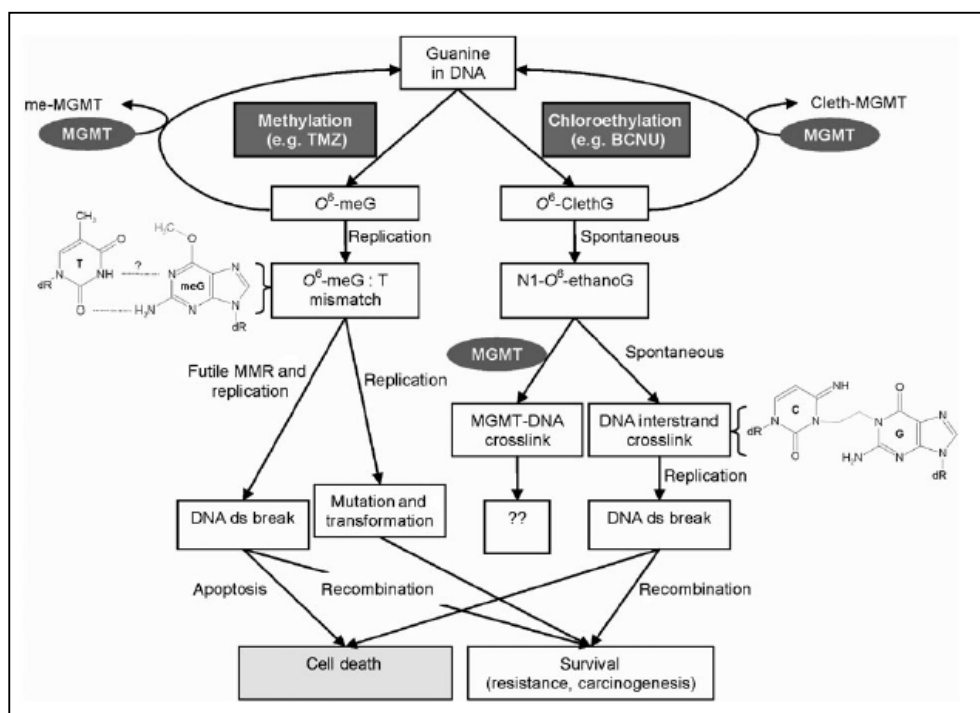 Guanine
in DNA
me-MGMT
MGMT
Methylation
(e.g. TMZ)
Chloroethylation
(e.g. BCNU)
Cleth-MGMT
MGMT
O⁶-meG
O⁶-ClethG
Replication
Spontaneous
CH₃
O
T
NH
N
dR
O
?
H₃C
O
N
meG
N
H₂N
N
N
dR
O⁶-meG : T
mismatch
N1-O⁶-ethanoG
MGMT
Spontaneous
Futile MMR and
replication
Replication
MGMT-DNA
crosslink
DNA interstrand
crosslink
NH
C
N
N
dR
O
O
N
G
N
H₂N
N
N
dR
Replication
DNA ds break
Mutation and
transformation
??
DNA ds break
Apoptosis
Recombination
Recombination
Cell death
Survival
(resistance, carcinogenesis)